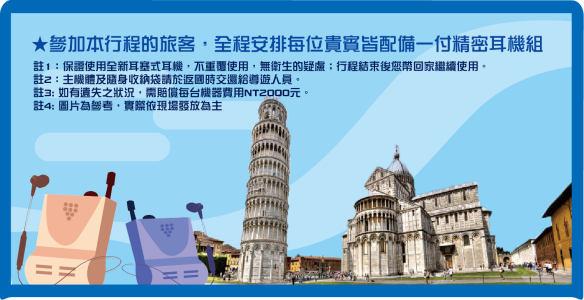 ★參加本行程的旅客，全程安排每位貴賓皆配備一付精密耳機組
註1：保證使用全新耳塞式耳機，不重覆使用，無衛生的疑慮；行程結束後您帶回家繼續使用。
註2：主機體及隨身收納袋請於返國時交還給導遊人員。
註3: 如有遺失之狀況，需賠償每台機器費用NT2000元。
註4: 圖片為參考，實際依現場發放為主